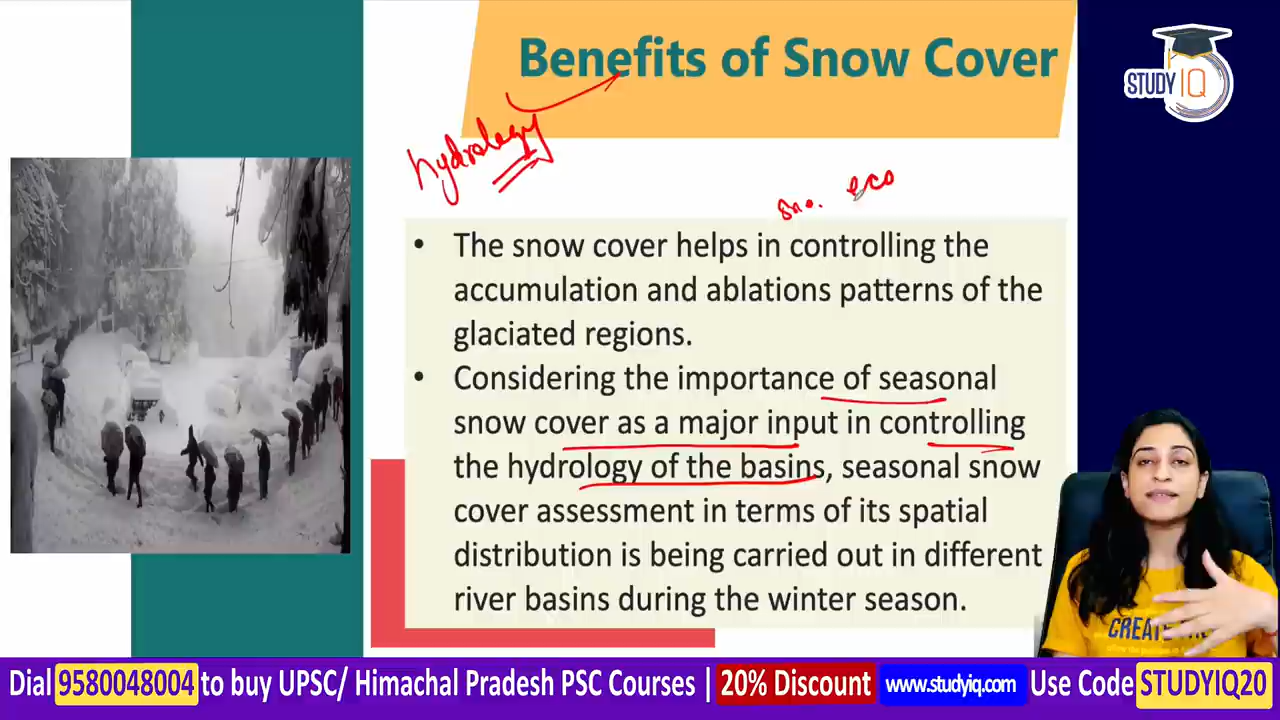 Benefits of Snow Cover
STUDY IQ
hydrology
sno. eco
• The snow cover helps in controlling the
accumulation and ablations patterns of the
glaciated regions.
• Considering the importance of seasonal
snow cover as a major input in controlling
the hydrology of the basins, seasonal snow
cover assessment in terms of its spatial
distribution is being carried out in different
river basins during the winter season.
CREATE
Dial 9580048004 to buy UPSC/ Himachal Pradesh PSC Courses | 20% Discount www.studyiq.com Use Code STUDYIQ20